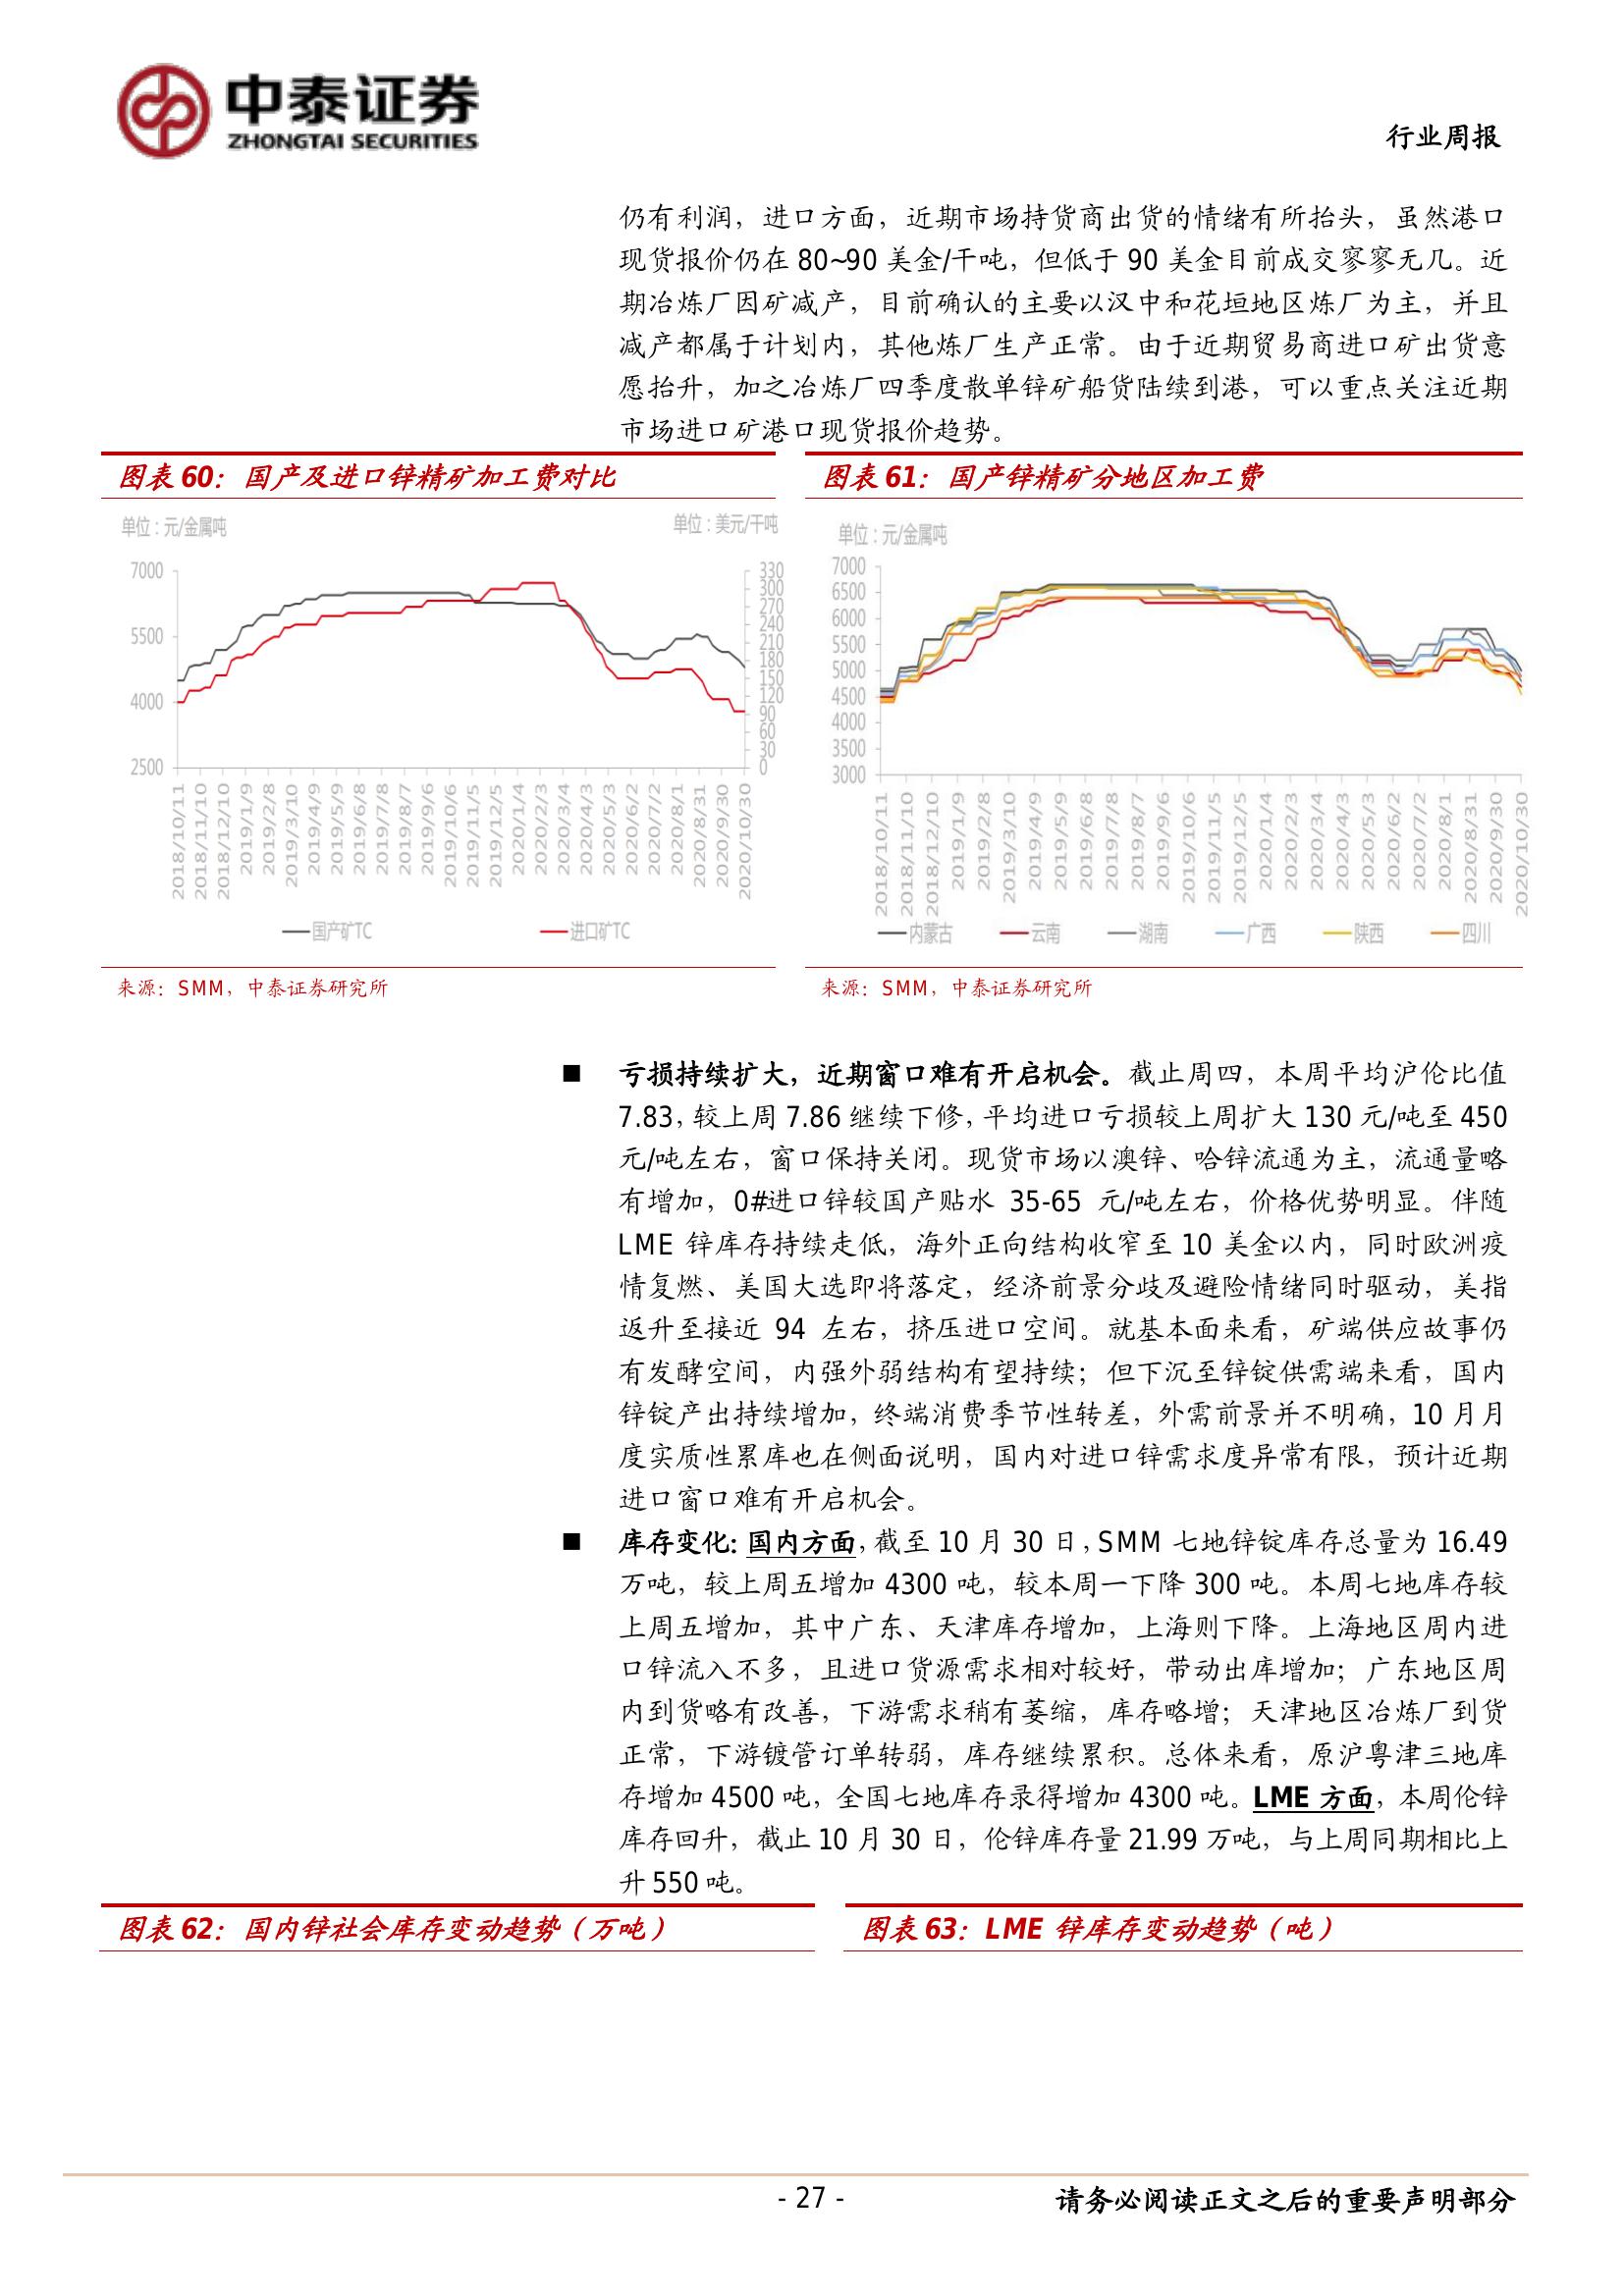 中泰证券
ZHONGTAI SECURITIES
行业周报
仍有利润，进口方面，近期市场持货商出货的情绪有所抬头，虽然港口
现货报价仍在 80~90 美金/干吨，但低于 90 美金目前成交寥寥无几。近
期冶炼厂因矿减产，目前确认的主要以汉中和花垣地区炼厂为主，并且
减产都属于计划内，其他炼厂生产正常。由于近期贸易商进口矿出货意
愿抬升，加之冶炼厂四季度散单锌矿船货陆续到港，可以重点关注近期
市场进口矿港口现货报价趋势。
图表 60：国产及进口锌精矿加工费对比
单位：元/金属吨
单位：美元/干吨
7000
5500
4000
2500
330
300
270
240
210
180
150
120
90
60
30
0
2018/10/11
2018/11/10
2018/12/10
2019/1/9
2019/2/8
2019/3/10
2019/4/9
2019/5/9
2019/6/8
2019/7/8
2019/8/7
2019/9/6
2019/10/6
2019/11/5
2019/12/5
2020/1/4
2020/2/3
2020/3/4
2020/4/3
2020/5/3
2020/6/2
2020/7/2
2020/8/1
2020/8/31
2020/9/30
2020/10/30
国产矿TC
进口矿TC
来源：SMM，中泰证券研究所
图表 61：国产锌精矿分地区加工费
单位：元/金属吨
7000
6500
6000
5500
5000
4500
4000
3500
3000
2018/10/11
2018/11/10
2018/12/10
2019/1/9
2019/2/8
2019/3/10
2019/4/9
2019/5/9
2019/6/8
2019/7/8
2019/8/7
2019/9/6
2019/10/6
2019/11/5
2019/12/5
2020/1/4
2020/2/3
2020/3/4
2020/4/3
2020/5/3
2020/6/2
2020/7/2
2020/8/1
2020/8/31
2020/9/30
2020/10/30
内蒙古
云南
湖南
广西
陕西
四川
来源：SMM，中泰证券研究所
■ 亏损持续扩大，近期窗口难有开启机会。截止周四，本周平均沪伦比值
7.83，较上周 7.86 继续下修，平均进口亏损较上周扩大 130 元/吨至 450
元/吨左右，窗口保持关闭。现货市场以澳锌、哈锌流通为主，流通量略
有增加，0#进口锌较国产贴水 35-65 元/吨左右，价格优势明显。伴随
LME 锌库存持续走低，海外正向结构收窄至 10 美金以内，同时欧洲疫
情复燃、美国大选即将落定，经济前景分歧及避险情绪同时驱动，美指
返升至接近 94 左右，挤压进口空间。就基本面来看，矿端供应故事仍
有发酵空间，内强外弱结构有望持续；但下沉至锌锭供需端来看，国内
锌锭产出持续增加，终端消费季节性转差，外需前景并不明确，10 月月
度实质性累库也在侧面说明，国内对进口锌需求度异常有限，预计近期
进口窗口难有开启机会。
■ 库存变化：国内方面，截至 10 月 30 日，SMM 七地锌锭库存总量为 16.49
万吨，较上周五增加 4300 吨，较本周一下降 300 吨。本周七地库存较
上周五增加，其中广东、天津库存增加，上海则下降。上海地区周内进
口锌流入不多，且进口货源需求相对较好，带动出库增加；广东地区周
内到货略有改善，下游需求稍有萎缩，库存略增；天津地区冶炼厂到货
正常，下游镀管订单转弱，库存继续累积。总体来看，原沪粤津三地库
存增加 4500 吨，全国七地库存录得增加 4300 吨。LME 方面，本周伦锌
库存回升，截止 10 月 30 日，伦锌库存量 21.99 万吨，与上周同期相比上
升 550 吨。
图表 62：国内锌社会库存变动趋势（万吨）
图表 63：LME 锌库存变动趋势（吨）
- 27 -
请务必阅读正文之后的重要声明部分